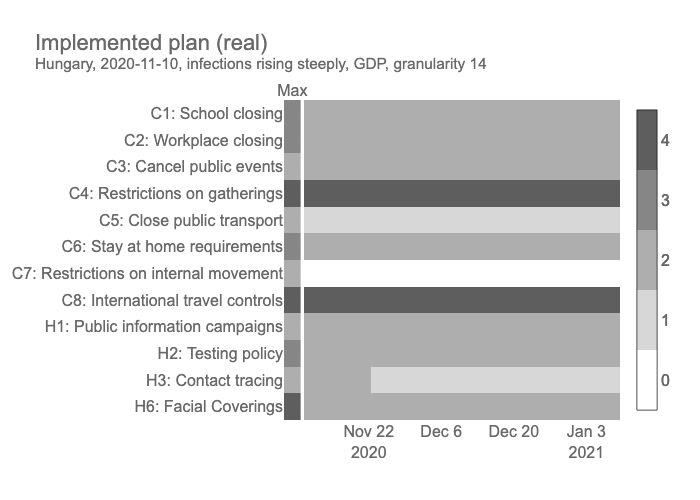 Implemented plan (real)
Hungary, 2020-11-10, infections rising steeply, GDP, granularity 14
Max
C1: School closing
C2: Workplace closing
C3: Cancel public events
C4: Restrictions on gatherings
C5: Close public transport
C6: Stay at home requirements
C7: Restrictions on internal movement
C8: International travel controls
H1: Public information campaigns
H2: Testing policy
H3: Contact tracing
H6: Facial Coverings
4
3
2
1
0
Nov 22 Dec 6 Dec 20 Jan 3
2020 2021